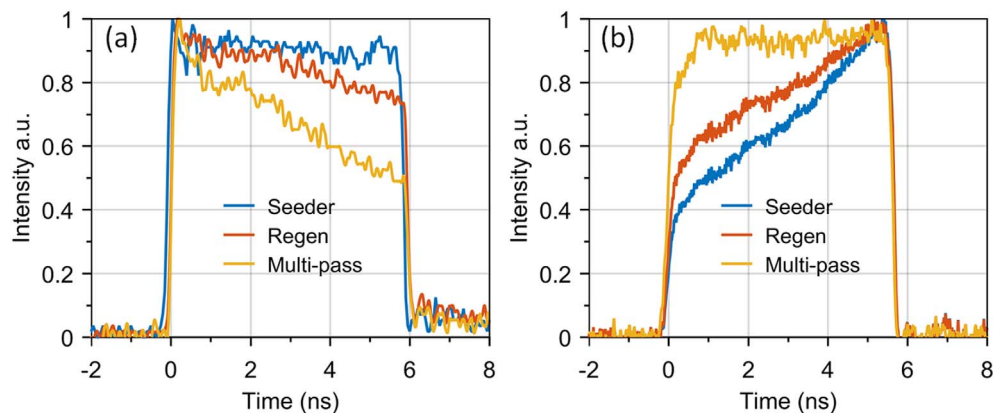 (a)
1
0.8
0.6
0.4
0.2
0
Intensity a.u.
Seeder
Regen
Multi-pass
-2 0 2 4 6 8
Time (ns)
(b)
1
0.8
0.6
0.4
0.2
0
Intensity a.u.
Seeder
Regen
Multi-pass
-2 0 2 4 6 8
Time (ns)